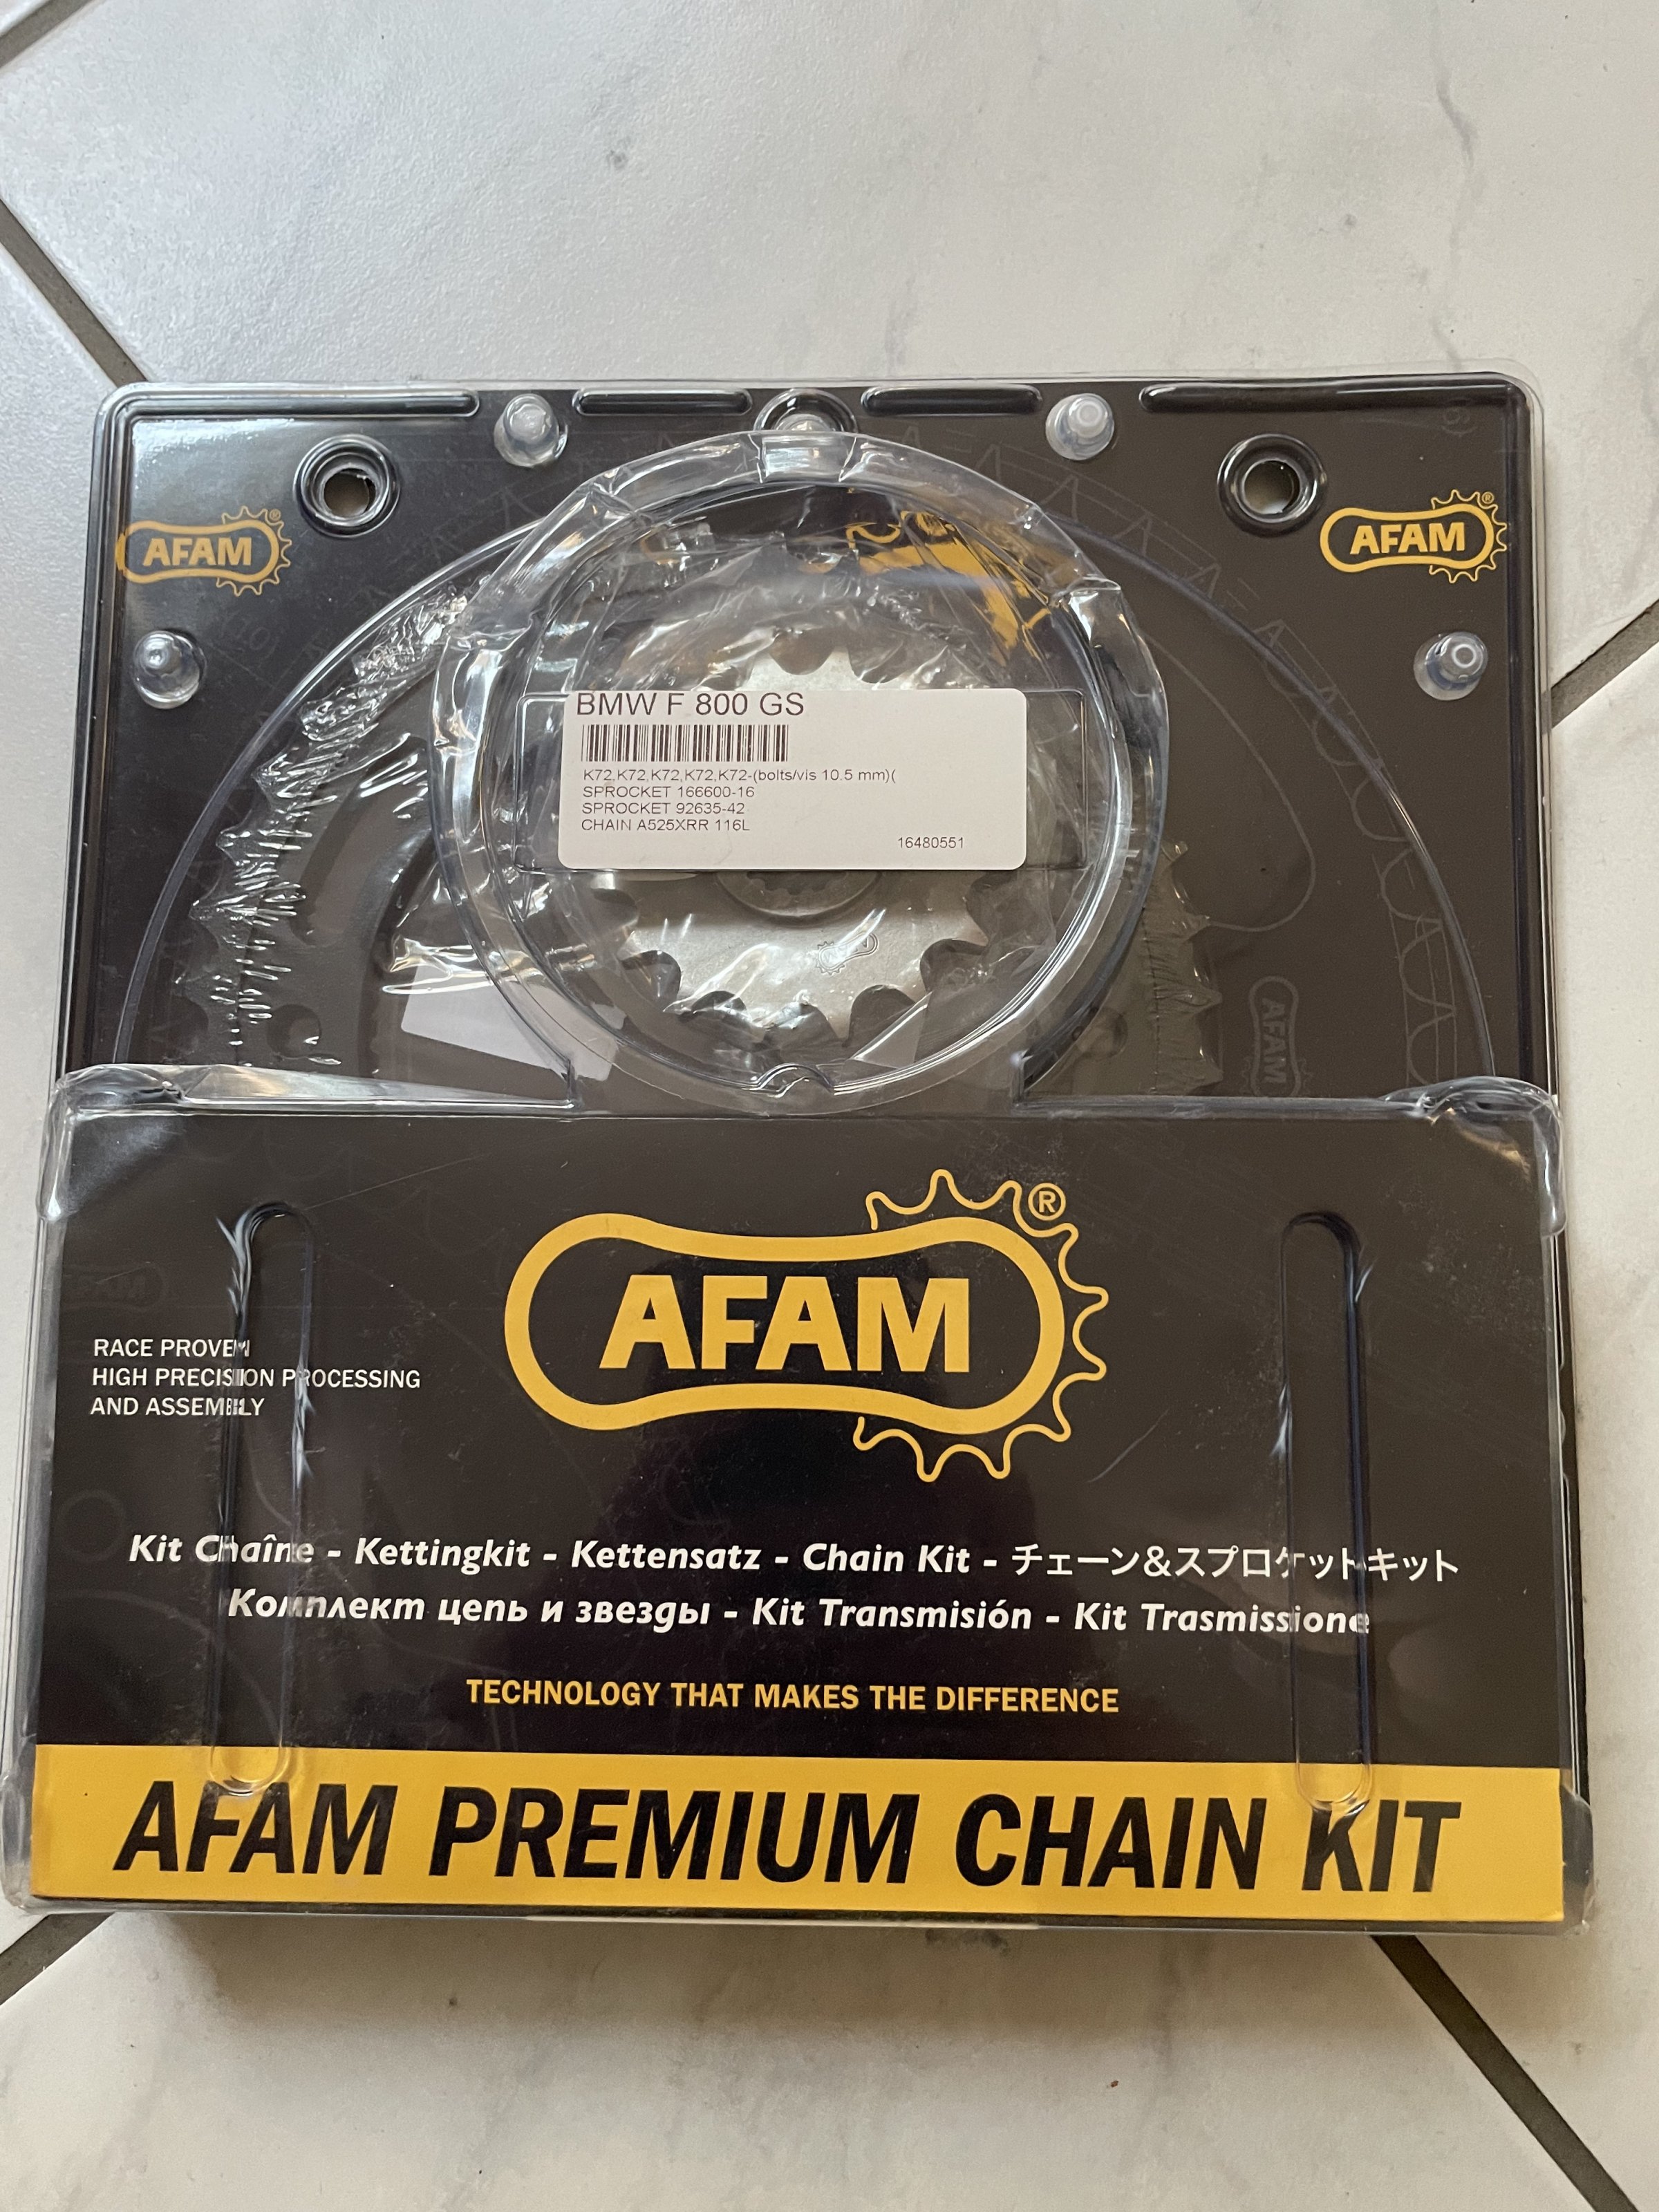 AFAM
AFAM
BMW F 800 GS
K72,K72,K72,K72,K72-(bolts/vis 10.5 mm)(
SPROCKET 166600-16
SPROCKET 92635-42
CHAIN A525XRR 116L
16480551
AFAM
AFAM®
RACE PROVEN
HIGH PRECISION PROCESSING
AND ASSEMBLY
Kit Chaîne - Kettingkit - Kettensatz - Chain Kit - チェーン&スプロケットキット
Комплект цепь и звезды - Kit Transmisión - Kit Trasmissione
TECHNOLOGY THAT MAKES THE DIFFERENCE
AFAM PREMIUM CHAIN KIT